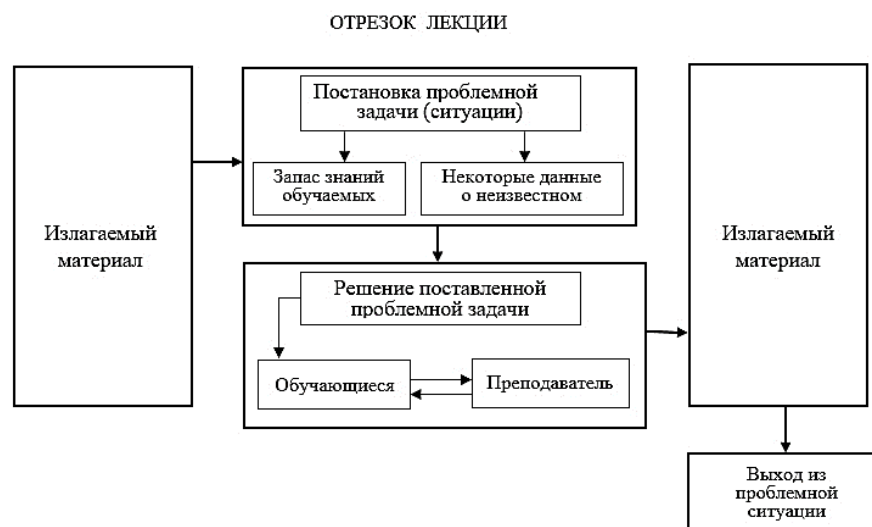 ОТРЕЗОК ЛЕКЦИИ
Излагаемый
материал
Постановка проблемной
задачи (ситуации)
Запас знаний
обучаемых
Некоторые данные
о неизвестном
Решение поставленной
проблемной задачи
Обучающиеся
Преподаватель
Излагаемый
материал
Выход из
проблемной
ситуации